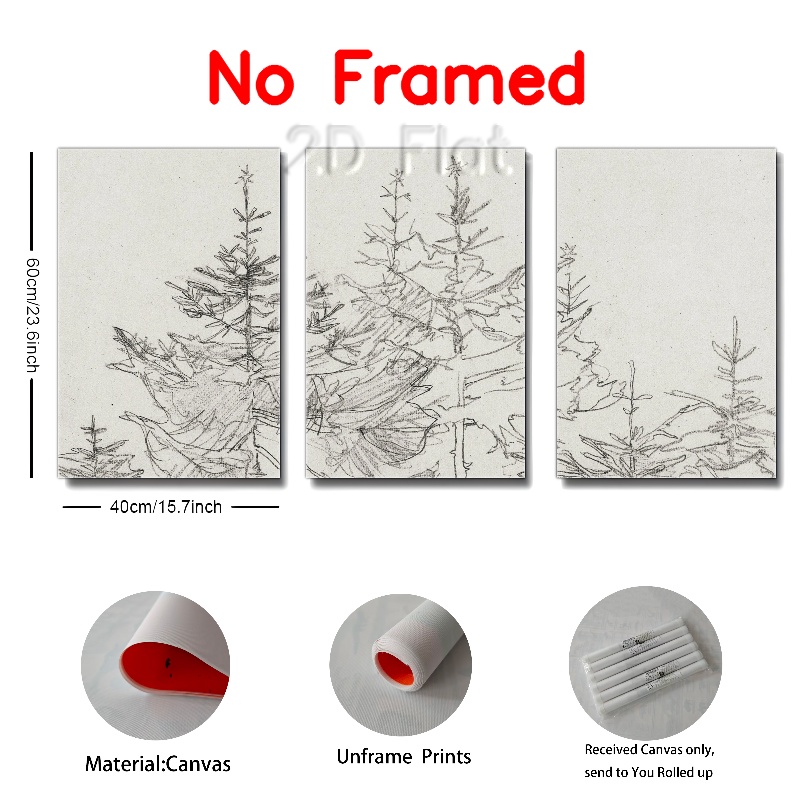 No Framed
2D Flat
60cm/23.6inch
40cm/15.7inch
Material:Canvas
Unframe Prints
Received Canvas only,
send to You Rolled up